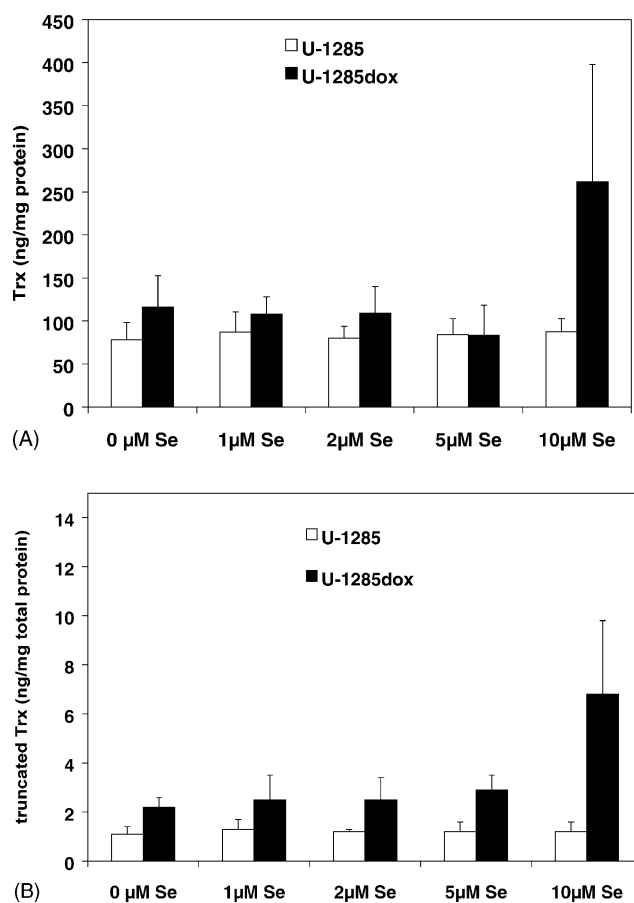 450
400
350
300
250
200
150
100
50
0
Trx (ng/mg protein)
U-1285
U-1285dox
(A)
0 µM Se 1µM Se 2µM Se 5µM Se 10µM Se
14
12
10
8
6
4
2
0
truncated Trx (ng/mg total protein)
U-1285
U-1285dox
(B)
0 µM Se 1µM Se 2µM Se 5µM Se 10µM Se